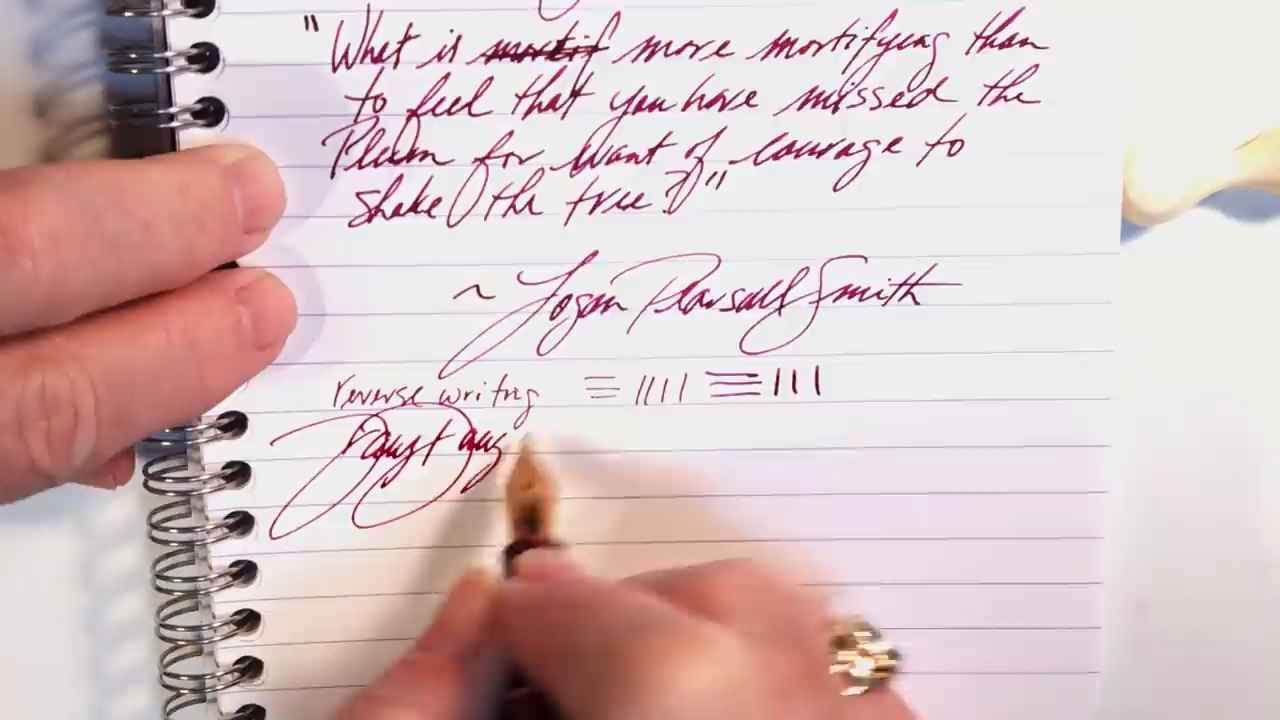 "What is mortif more mortifying than
to feel that you have missed the
Plum for want of courage to
shake the tree?"
~ Logan Pearsall Smith
reverse writing